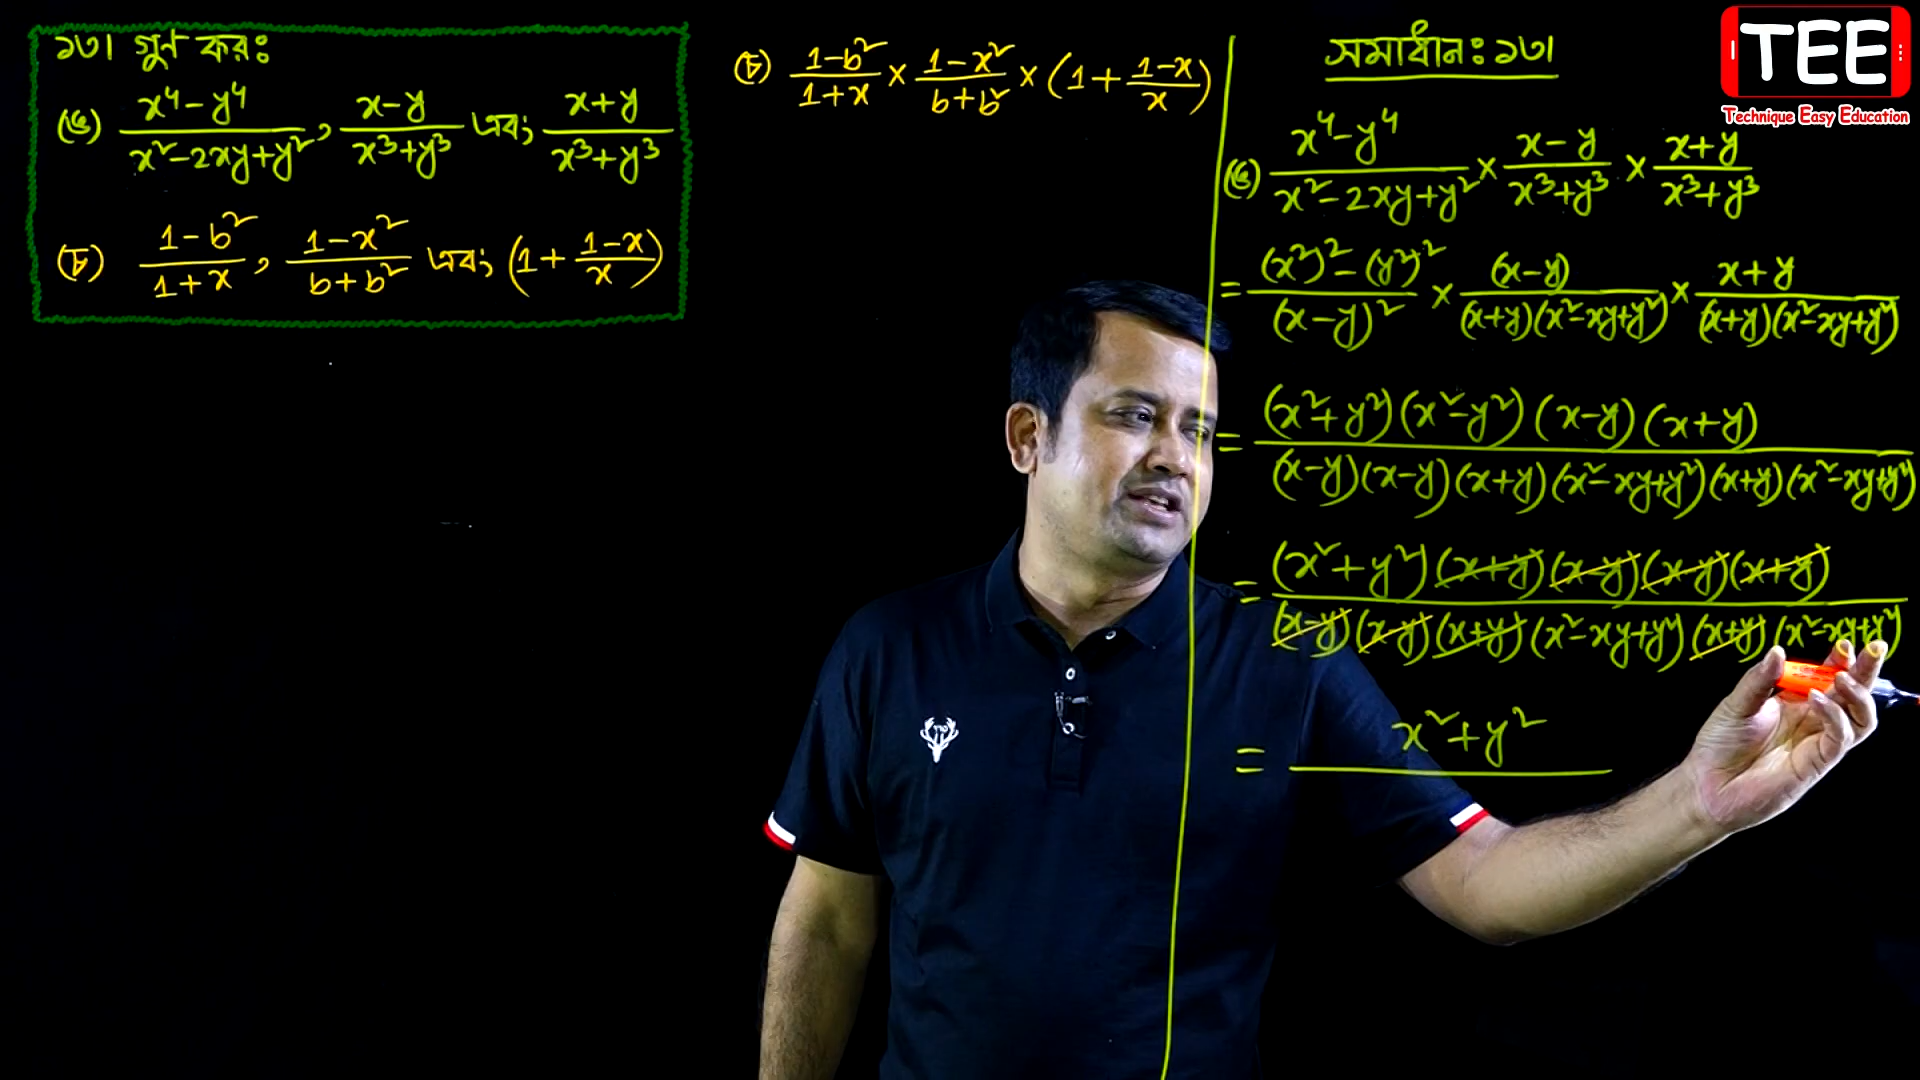 ১৩। গুণ কর:
(ঙ) x⁴-y⁴/x²-2xy+y², x-y/x³+y³ এবং x+y/x³+y³
(চ) 1-b²/1+x, 1-x²/b+b² এবং (1+1-x/x)
(চ) 1-b²/1+x × 1-x²/b+b² × (1+1-x/x)
সমাধান: ১৩।
(ঙ) x⁴-y⁴/x²-2xy+y² × x-y/x³+y³ × x+y/x³+y³
= (x²)²-(y²)²/(x-y)² × (x-y)/(x+y)(x²-xy+y²) × x+y/(x+y)(x²-xy+y²)
= (x²+y²)(x²-y²)(x-y)(x+y)/(x-y)(x-y)(x+y)(x²-xy+y²)(x+y)(x²-xy+y²)
= (x²+y²)(x+y)(x-y)(x-y)(x+y)/(x-y)(x-y)(x+y)(x²-xy+y²)(x+y)(x²-xy+y²)
= x²+y²
TEE
Technique Easy Education